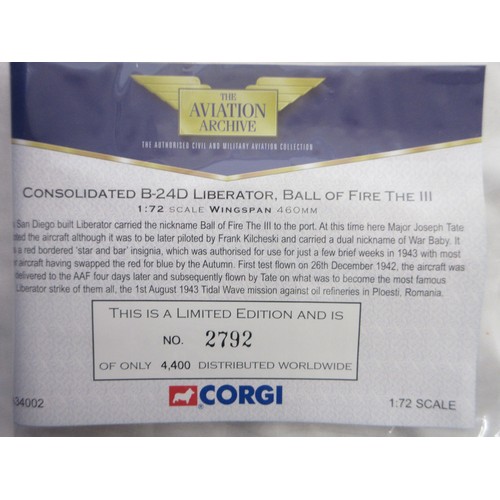 THE
AVIATION
ARCHIVE
THE AUTHORISED CIVIL AND MILITARY AVIATION COLLECTION
CONSOLIDATED B-24D LIBERATOR, BALL OF FIRE THE III
1:72 SCALE WINGSPAN 460MM
San Diego built Liberator carried the nickname Ball of Fire The III to the port. At this time here Major Joseph Tate
the aircraft although it was to be later piloted by Frank Kilcheski and carried a dual nickname of War Baby. It
a red bordered 'star and bar' insignia, which was authorised for use for just a few brief weeks in 1943 with most
aircraft having swapped the red for blue by the Autumn. First test flown on 26th December 1942, the aircraft was
delivered to the AAF four days later and subsequently flown by Tate on what was to become the most famous
Liberator strike of them all, the 1st August 1943 Tidal Wave mission against oil refineries in Ploesti, Romania.
THIS IS A LIMITED EDITION AND IS
NO. 2792
OF ONLY 4,400 DISTRIBUTED WORLDWIDE
34002
CORGI
1:72 SCALE